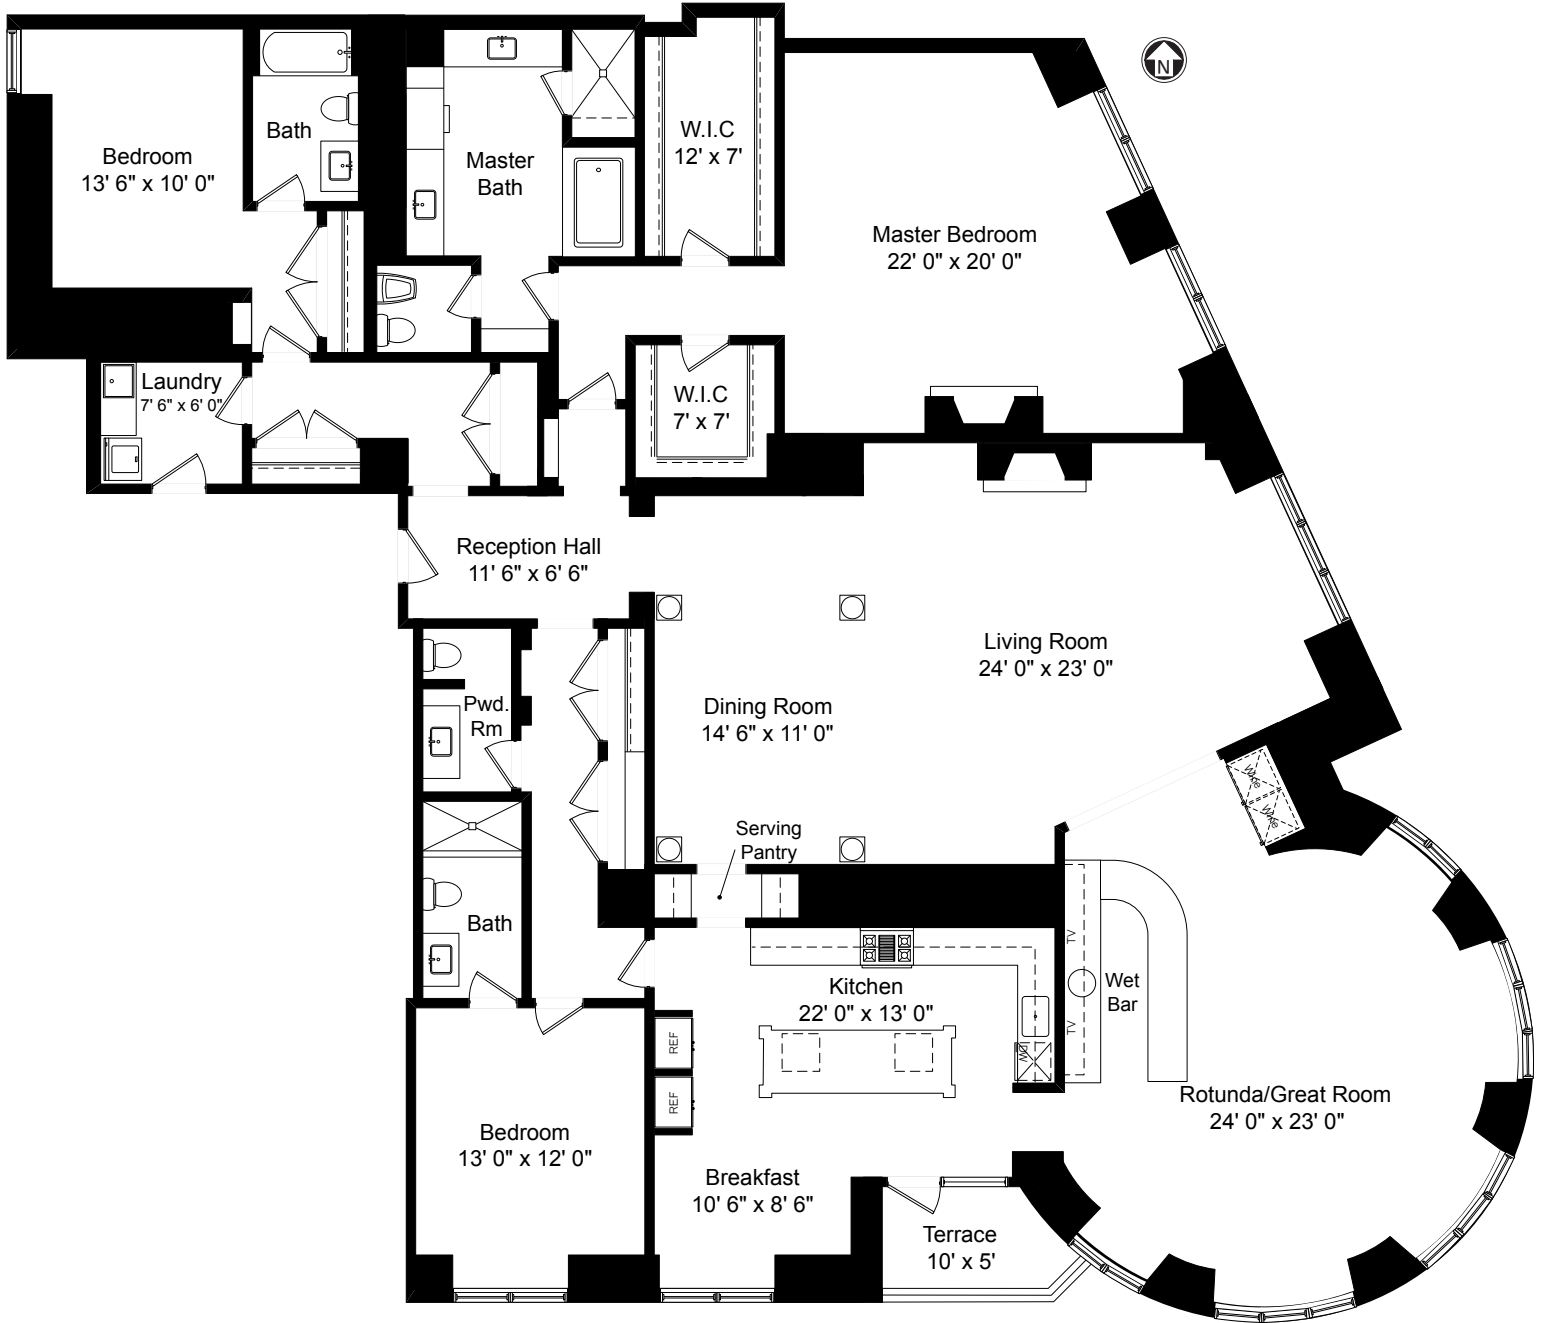 N
W.I.C
12' x 7'
Bath
Bedroom
13' 6" x 10' 0"
Master
Bath
Master Bedroom
22' 0" x 20' 0"
Laundry
7' 6" x 6' 0"
W.I.C
7' x 7'
Reception Hall
11' 6" x 6' 6"
Living Room
24' 0" x 23' 0"
Pwd.
Rm
Dining Room
14' 6" x 11' 0"
Wine
Wine
Serving
Pantry
Bath
TV
Kitchen
22' 0" x 13' 0"
Wet
Bar
TV
DW
REF
REF
Rotunda/Great Room
24' 0" x 23' 0"
Bedroom
13' 0" x 12' 0"
Breakfast
10' 6" x 8' 6"
Terrace
10' x 5'